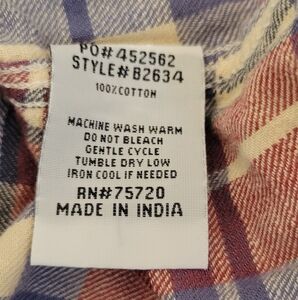 PO#452562
STYLE#B2634
100%COTTON
MACHINE WASH WARM
DO NOT BLEACH
GENTLE CYCLE
TUMBLE DRY LOW
IRON COOL IF NEEDED
RN#75720
MADE IN INDIA